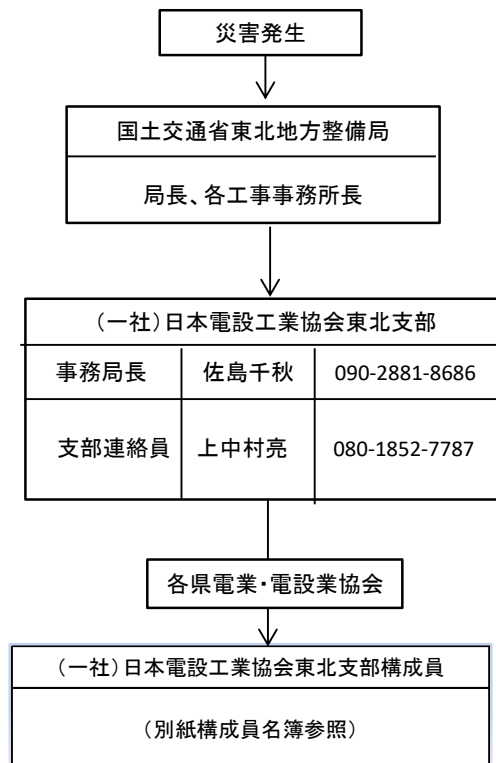 災害発生
国土交通省東北地方整備局
局長、各工事事務所長
(一社)日本電設工業協会東北支部
事務局長 佐島千秋 090-2881-8686
支部連絡員 上中村亮 080-1852-7787
各県電業・電設業協会
(一社)日本電設工業協会東北支部構成員
(別紙構成員名簿参照)